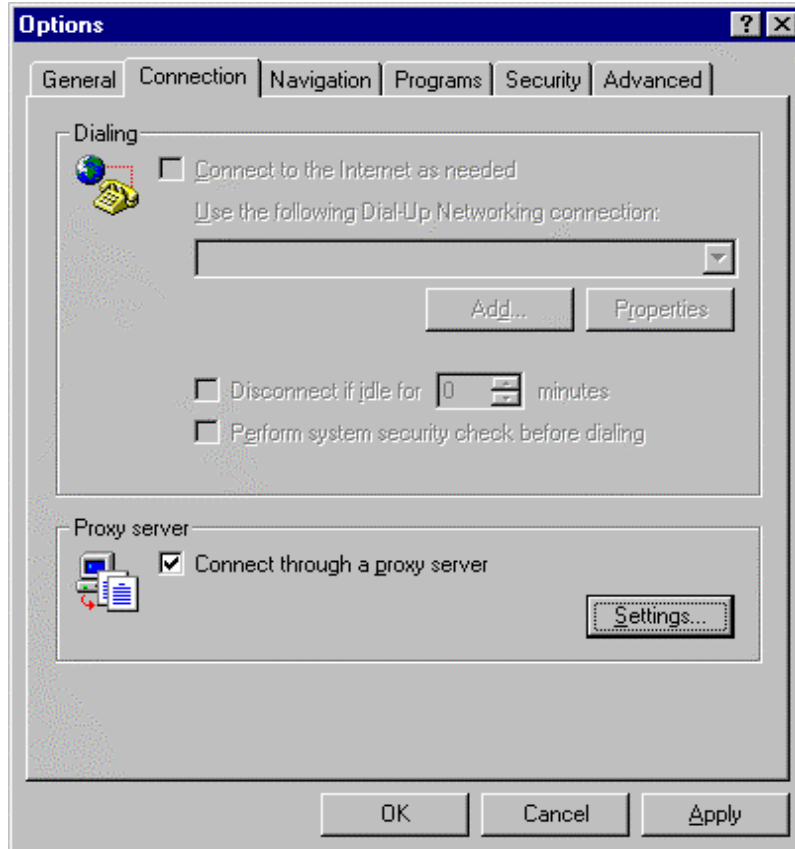 Options
General Connection Navigation Programs Security Advanced
Dialing
Connect to the Internet as needed
Use the following Dial-Up Networking connection:
Add... Properties
Disconnect if idle for 0 minutes
Perform system security check before dialing
Proxy server
Connect through a proxy server
Settings...
OK Cancel Apply